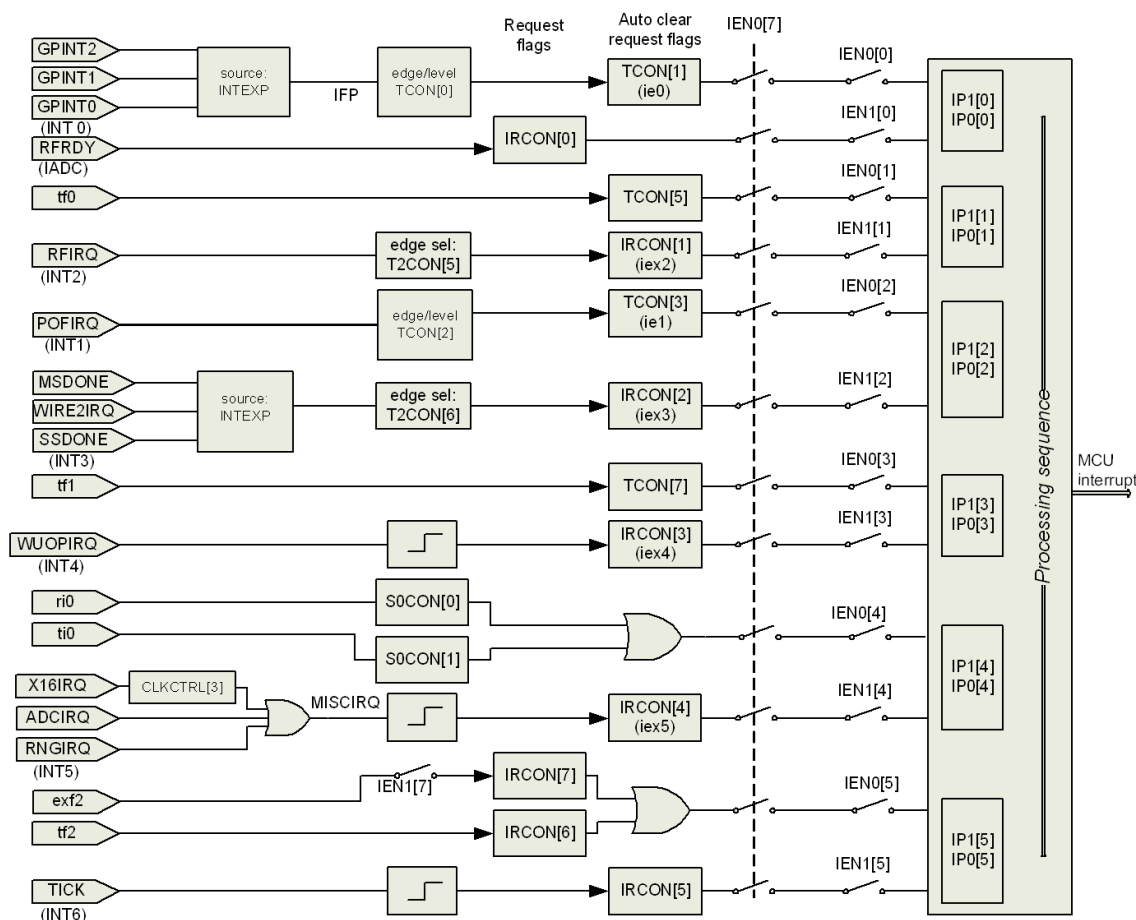 Request
flags
Auto clear
request flags
IEN0[7]
GPINT2
GPINT1
GPINT0
(INT 0)
source:
INTEXP
IFP
edge/level
TCON[0]
TCON[1]
(ie0)
IEN0[0]
IP1[0]
IP0[0]
RFRDY
(IADC)
IRCON[0]
IEN1[0]
tf0
TCON[5]
IEN0[1]
IP1[1]
IP0[1]
RFIRQ
(INT2)
edge sel:
T2CON[5]
IRCON[1]
(iex2)
IEN1[1]
POFIRQ
(INT1)
edge/level
TCON[2]
TCON[3]
(ie1)
IEN0[2]
IP1[2]
IP0[2]
MSDONE
WIRE2IRQ
SSDONE
(INT3)
source:
INTEXP
edge sel:
T2CON[6]
IRCON[2]
(iex3)
IEN1[2]
tf1
TCON[7]
IEN0[3]
IP1[3]
IP0[3]
Processing sequence
MCU
interrupt
WUOPIRQ
(INT4)
IRCON[3]
(iex4)
IEN1[3]
ri0
S0CON[0]
ti0
S0CON[1]
IEN0[4]
IP1[4]
IP0[4]
X16IRQ
CLKCTRL[3]
ADCIRQ
RNGIRQ
(INT5)
MISCIRQ
IRCON[4]
(iex5)
IEN1[4]
exf2
IEN1[7]
IRCON[7]
tf2
IRCON[6]
IEN0[5]
IP1[5]
IP0[5]
TICK
(INT6)
IRCON[5]
IEN1[5]